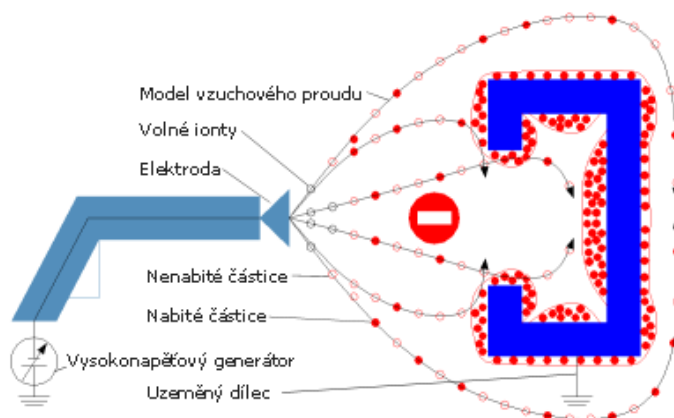 Model vzuchového proudu
Volné ionty
Elektroda
Nenabité částice
Nabité částice
Vysokonapěťový generátor
Uzeměný dílec